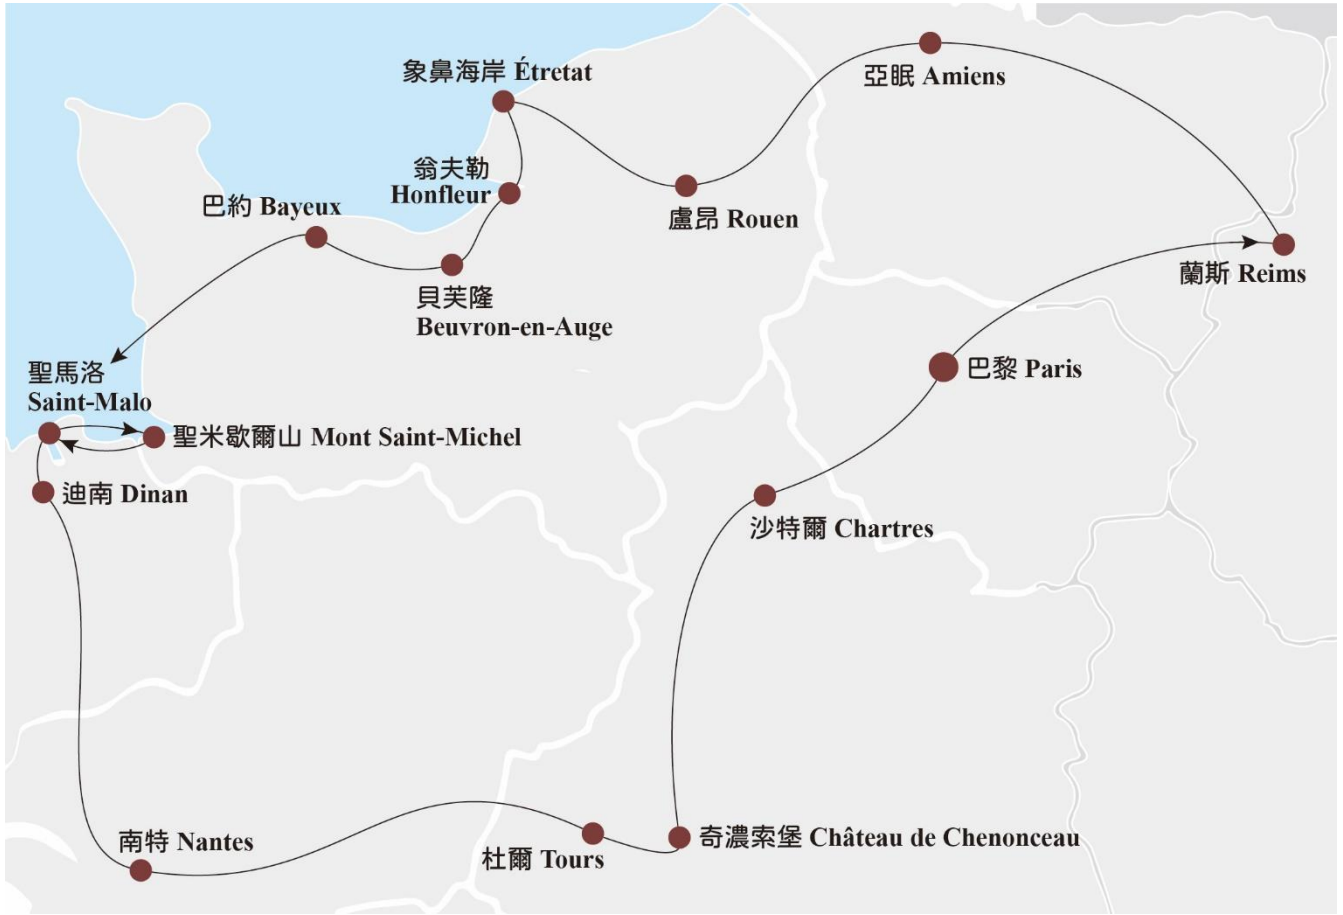 象鼻海岸 Étretat
亞眠 Amiens
翁夫勒
Honfleur
巴約 Bayeux
盧昂 Rouen
蘭斯 Reims
貝芙隆
Beuvron-en-Auge
聖馬洛
Saint-Malo
巴黎 Paris
聖米歇爾山 Mont Saint-Michel
迪南 Dinan
沙特爾 Chartres
南特 Nantes
杜爾 Tours
奇濃索堡 Château de Chenonceau